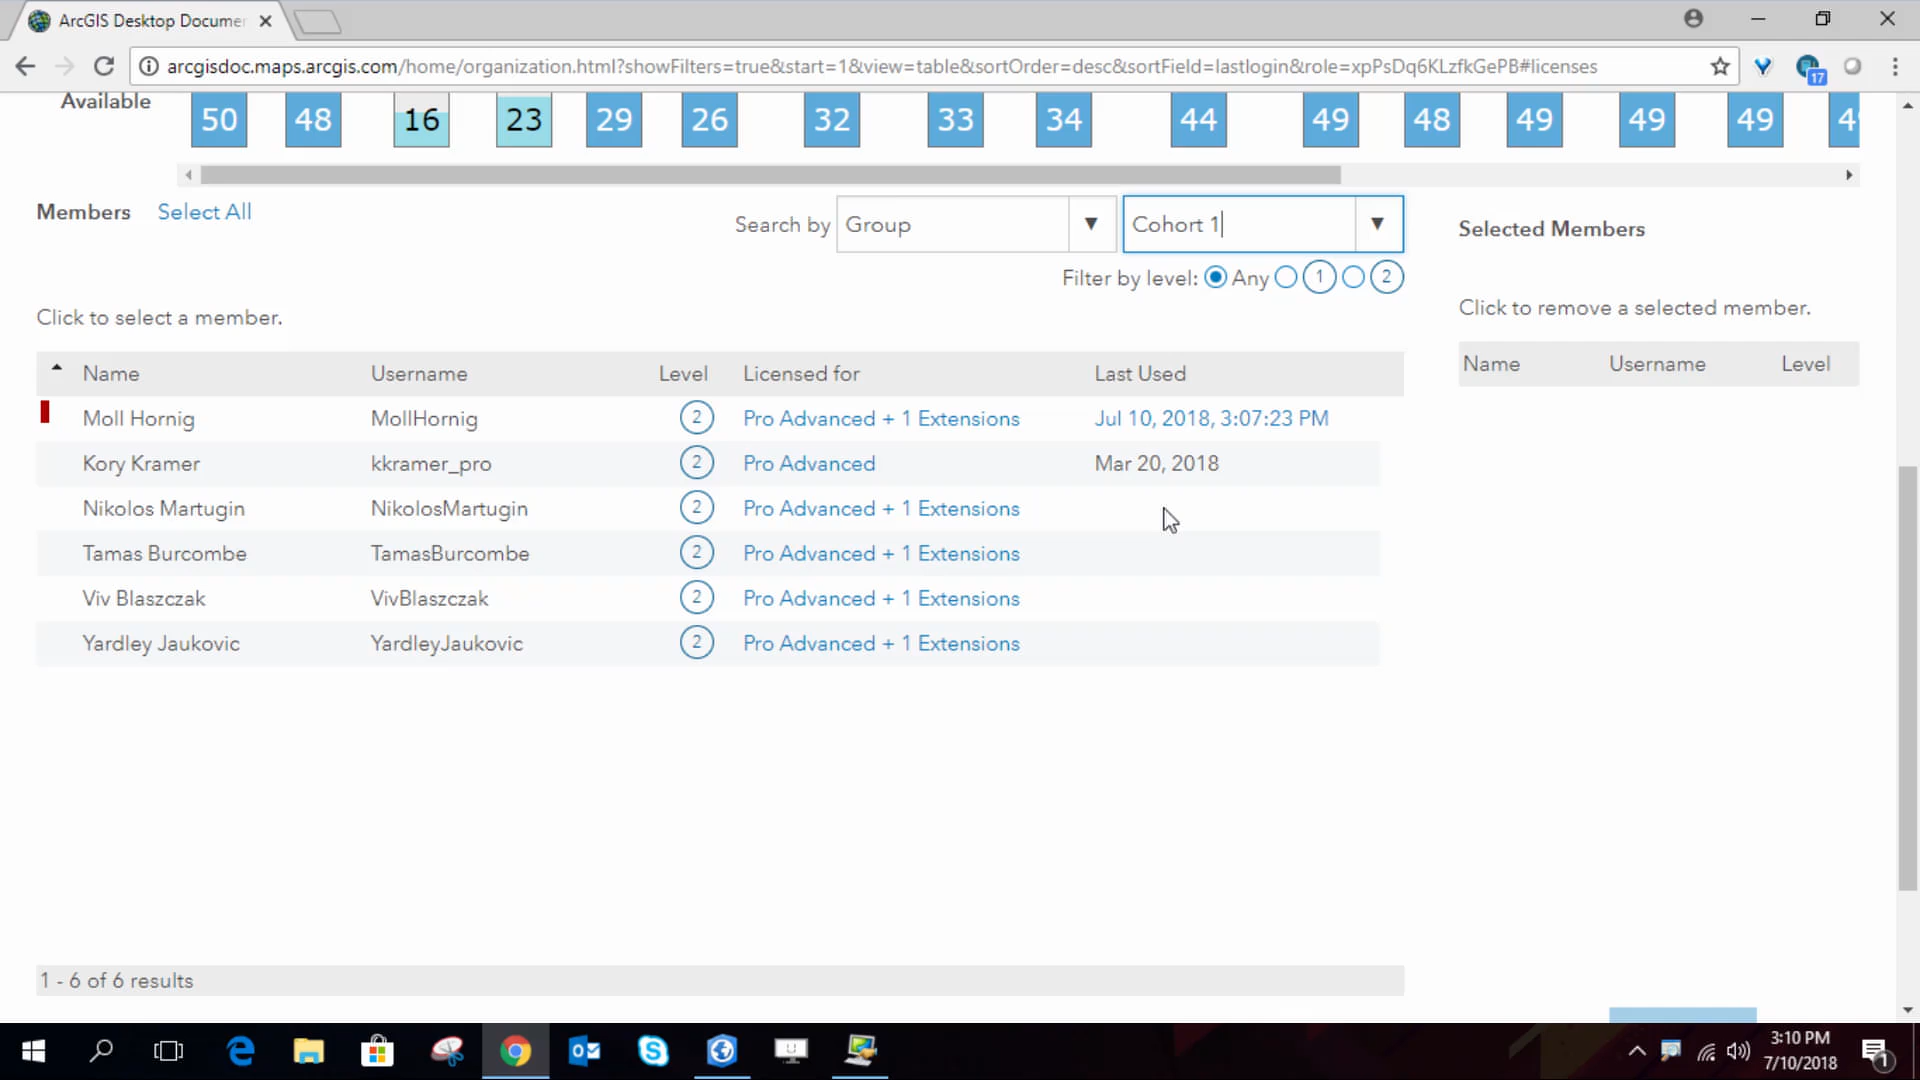 ArcGIS Desktop Documen
arcgisdoc.maps.arcgis.com/home/organization.html?showFilters=true&start=1&view=table&sortOrder=desc&sortField=lastlogin&role=xpPsDq6KLzfkGePB#licenses
17
Available 50 48 16 23 29 26 32 33 34 44 49 48 49 49 49
Members Select All
Search by Group Cohort 1
Selected Members
Filter by level: Any 1 2
Click to select a member.
Click to remove a selected member.
Name Username Level Licensed for Last Used
Name Username Level
Moll Hornig MollHornig 2 Pro Advanced + 1 Extensions Jul 10, 2018, 3:07:23 PM
Kory Kramer kkramer_pro 2 Pro Advanced Mar 20, 2018
Nikolos Martugin NikolosMartugin 2 Pro Advanced + 1 Extensions
Tamas Burcombe TamasBurcombe 2 Pro Advanced + 1 Extensions
Viv Blaszczak VivBlaszczak 2 Pro Advanced + 1 Extensions
Yardley Jaukovic YardleyJaukovic 2 Pro Advanced + 1 Extensions
1 - 6 of 6 results
3:10 PM
7/10/2018
1